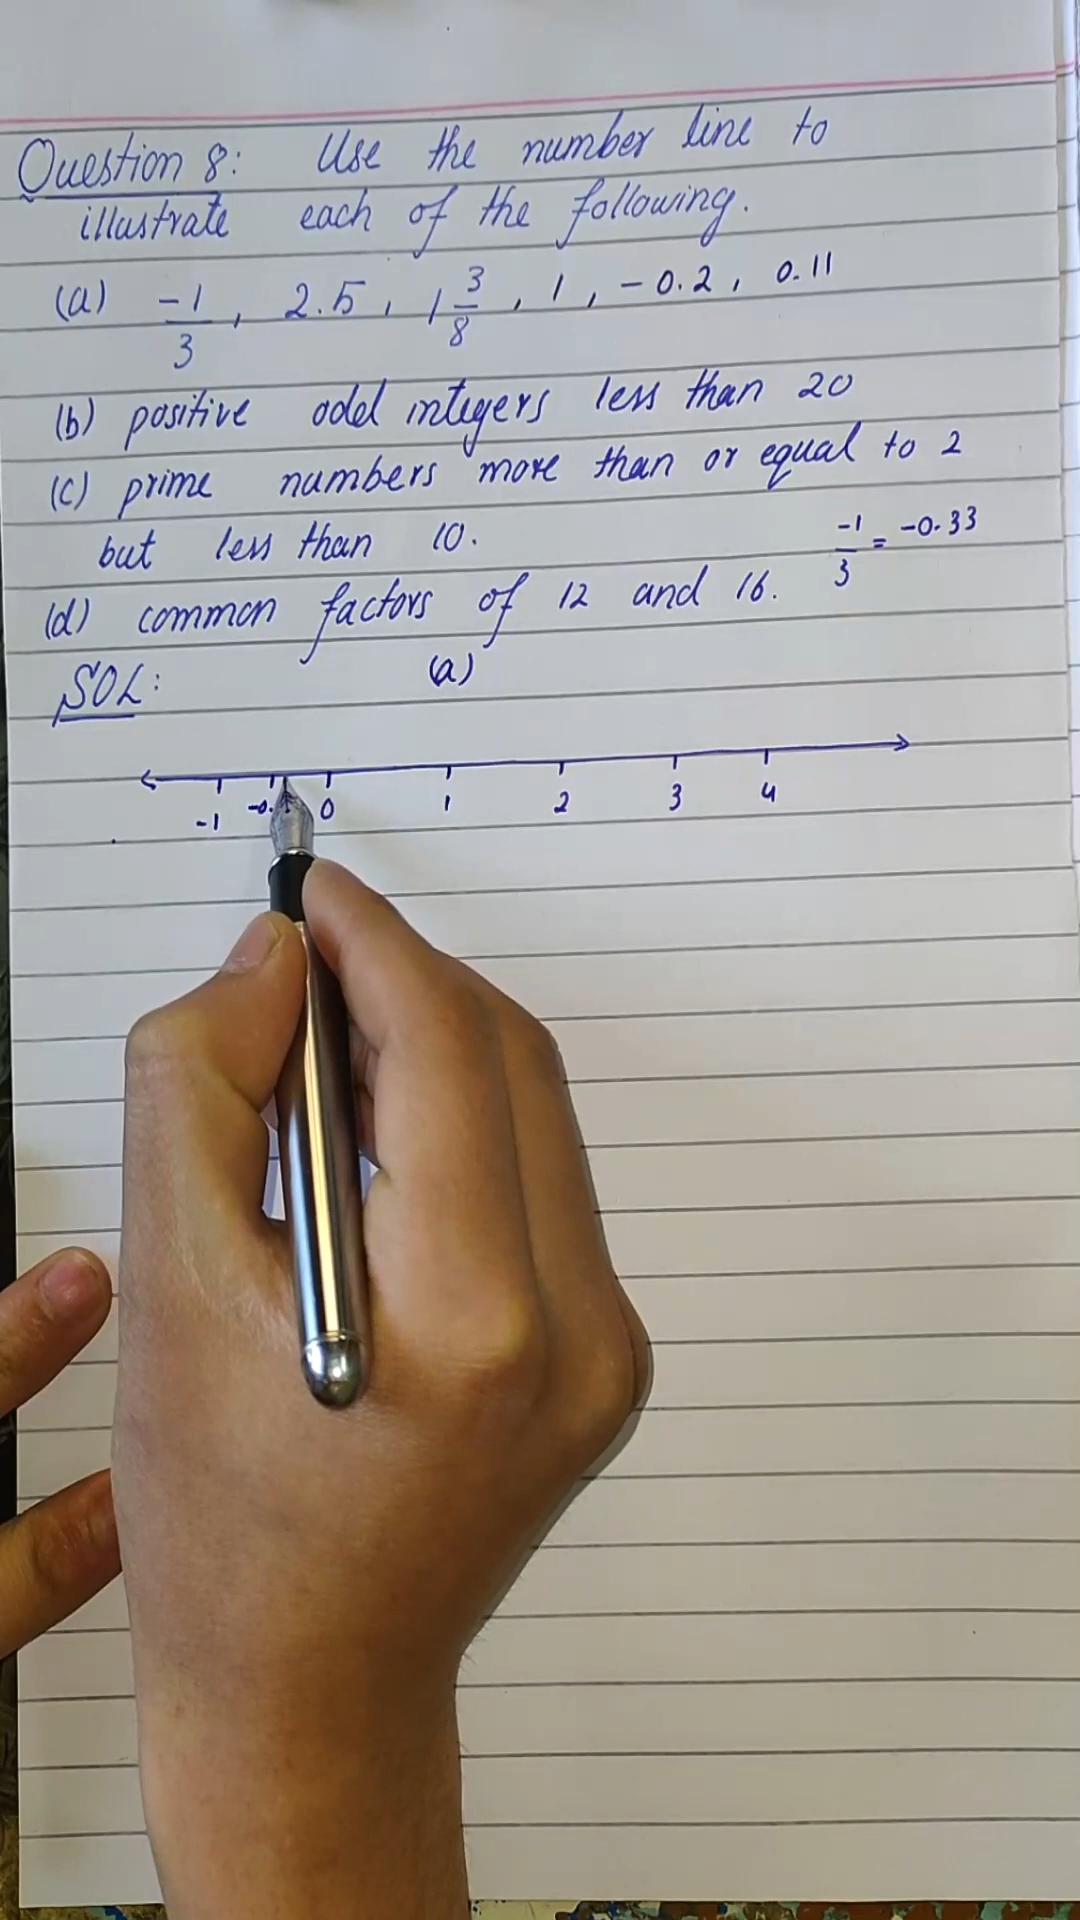 Question 8: Use the number line to
illustrate each of the following.
(a) -1/3, 2.5, 1 3/8, 1, -0.2, 0.11
(b) positive odd integers less than 20
(c) prime numbers more than or equal to 2
but less than 10.
-1/3 = -0.33
(d) common factors of 12 and 16.
SOL: (a)
-1 -0. 0 1 2 3 4